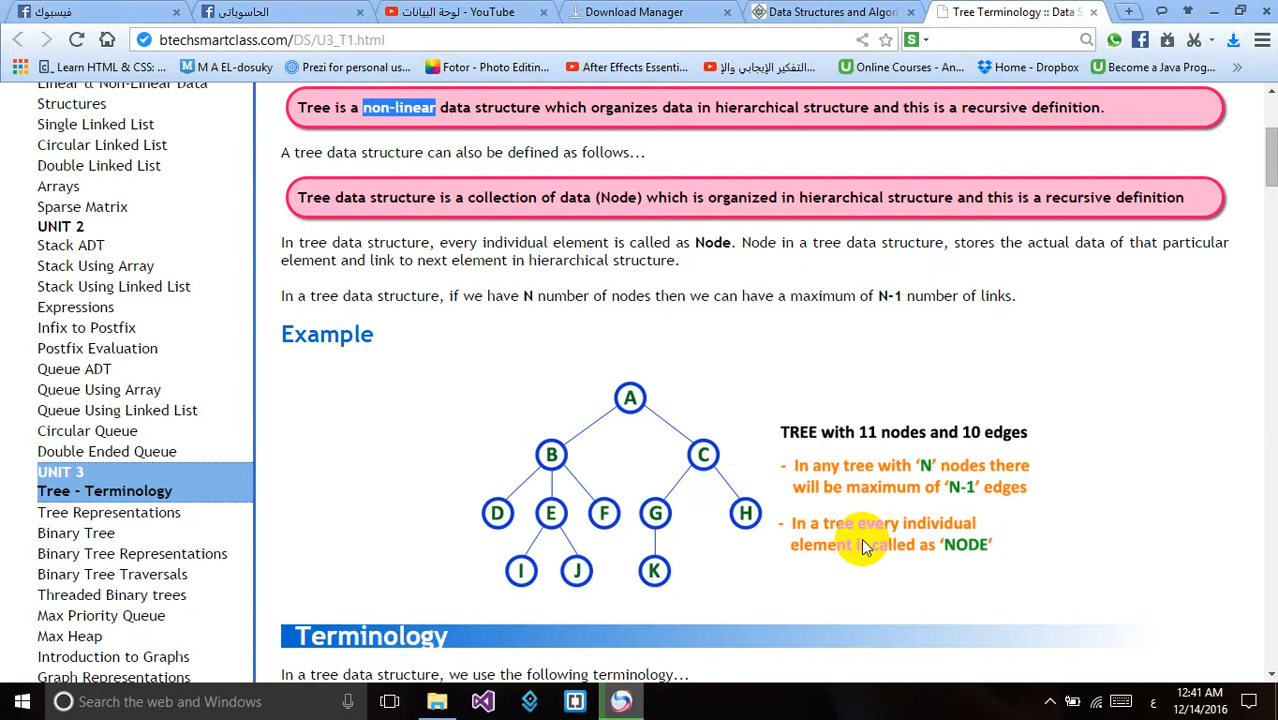 فيسبوك
الحاسوباتى
لوحة البيانات - YouTube
Download Manager
Data Structures and Algori
Tree Terminology :: Data S
btechsmartclass.com/DS/U3_T1.html
S
Learn HTML & CSS: ...
M A EL-dosuky
Prezi for personal us...
Fotor - Photo Editin...
After Effects Essenti...
التفكير الإيجابي والإ...
Online Courses - An...
Home - Dropbox
Become a Java Prog...
Linear & Non-Linear Data
Structures
Single Linked List
Circular Linked List
Double Linked List
Arrays
Sparse Matrix
UNIT 2
Stack ADT
Stack Using Array
Stack Using Linked List
Expressions
Infix to Postfix
Postfix Evaluation
Queue ADT
Queue Using Array
Queue Using Linked List
Circular Queue
Double Ended Queue
UNIT 3
Tree - Terminology
Tree Representations
Binary Tree
Binary Tree Representations
Binary Tree Traversals
Threaded Binary trees
Max Priority Queue
Max Heap
Introduction to Graphs
Graph Representations
Tree is a non-linear data structure which organizes data in hierarchical structure and this is a recursive definition.
A tree data structure can also be defined as follows...
Tree data structure is a collection of data (Node) which is organized in hierarchical structure and this is a recursive definition
In tree data structure, every individual element is called as Node. Node in a tree data structure, stores the actual data of that particular
element and link to next element in hierarchical structure.
In a tree data structure, if we have N number of nodes then we can have a maximum of N-1 number of links.
Example
A
B C
D E F G H
I J K
TREE with 11 nodes and 10 edges
- In any tree with ‘N’ nodes there
will be maximum of ‘N-1’ edges
- In a tree every individual
element is called as ‘NODE’
Terminology
In a tree data structure, we use the following terminology...
Search the web and Windows
ع
12:41 AM
12/14/2016